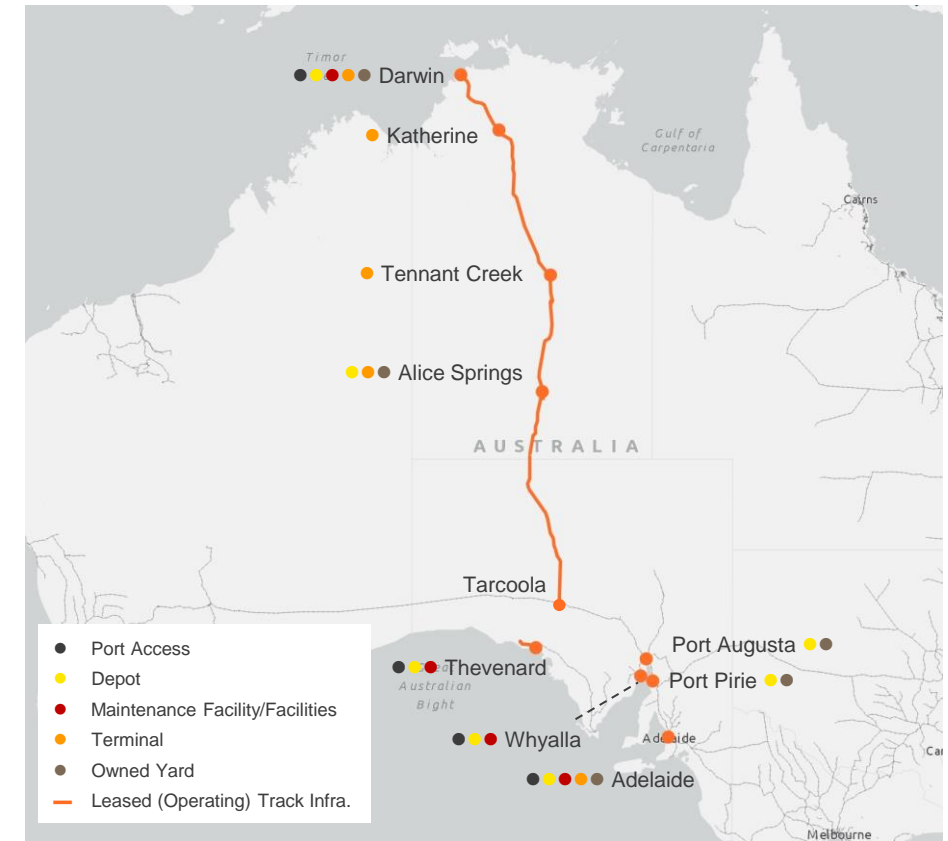 Timor
Darwin
Katherine
Gulf of
Carpentaria
Cairns
Tennant Creek
Alice Springs
AUSTRALIA
Tarcoola
Port Augusta
Thevenard
Port Pirie
Australian
Bight
Whyalla
Adelaide
Adelaide
Melbourne
Port Access
Depot
Maintenance Facility/Facilities
Terminal
Owned Yard
Leased (Operating) Track Infra.